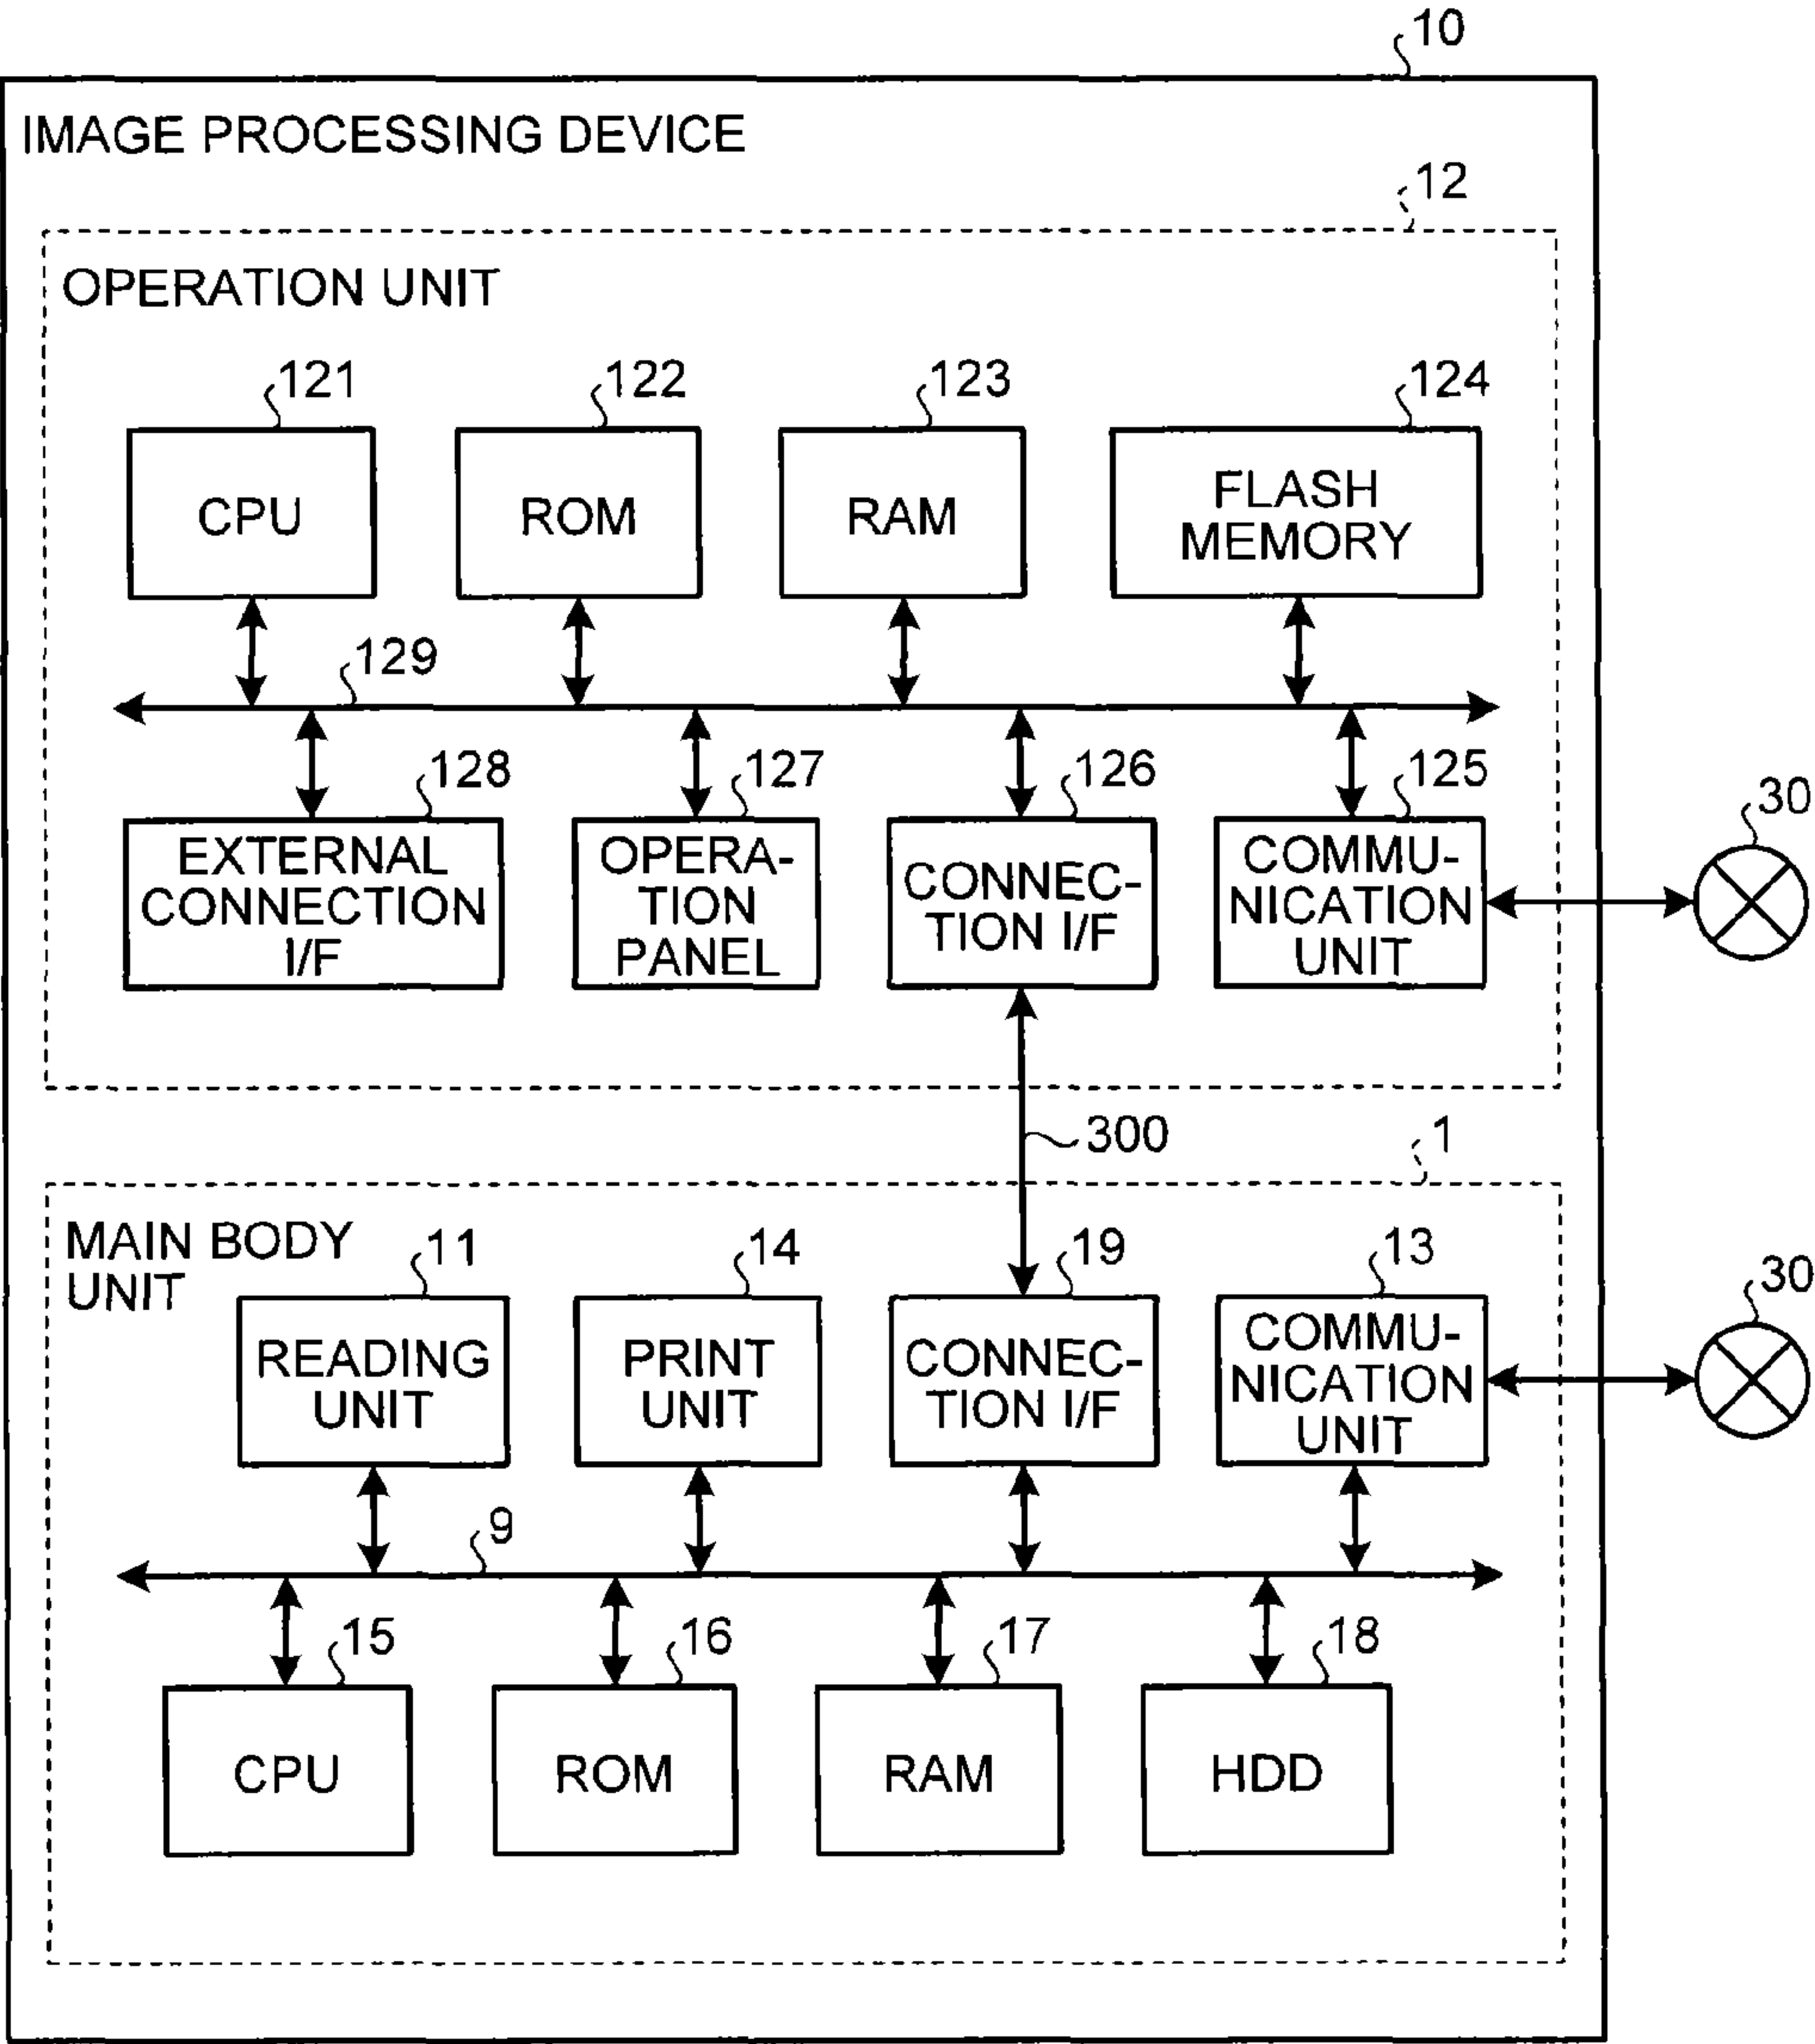 10
IMAGE PROCESSING DEVICE
12
OPERATION UNIT
121
122
123
124
CPU
ROM
RAM
FLASH
MEMORY
129
128
127
126
125
30
EXTERNAL
CONNECTION
I/F
OPERA-
TION
PANEL
CONNEC-
TION I/F
COMMU-
NICATION
UNIT
300
1
MAIN BODY
UNIT
11
14
19
13
30
READING
UNIT
PRINT
UNIT
CONNEC-
TION I/F
COMMU-
NICATION
UNIT
9
15
16
17
18
CPU
ROM
RAM
HDD